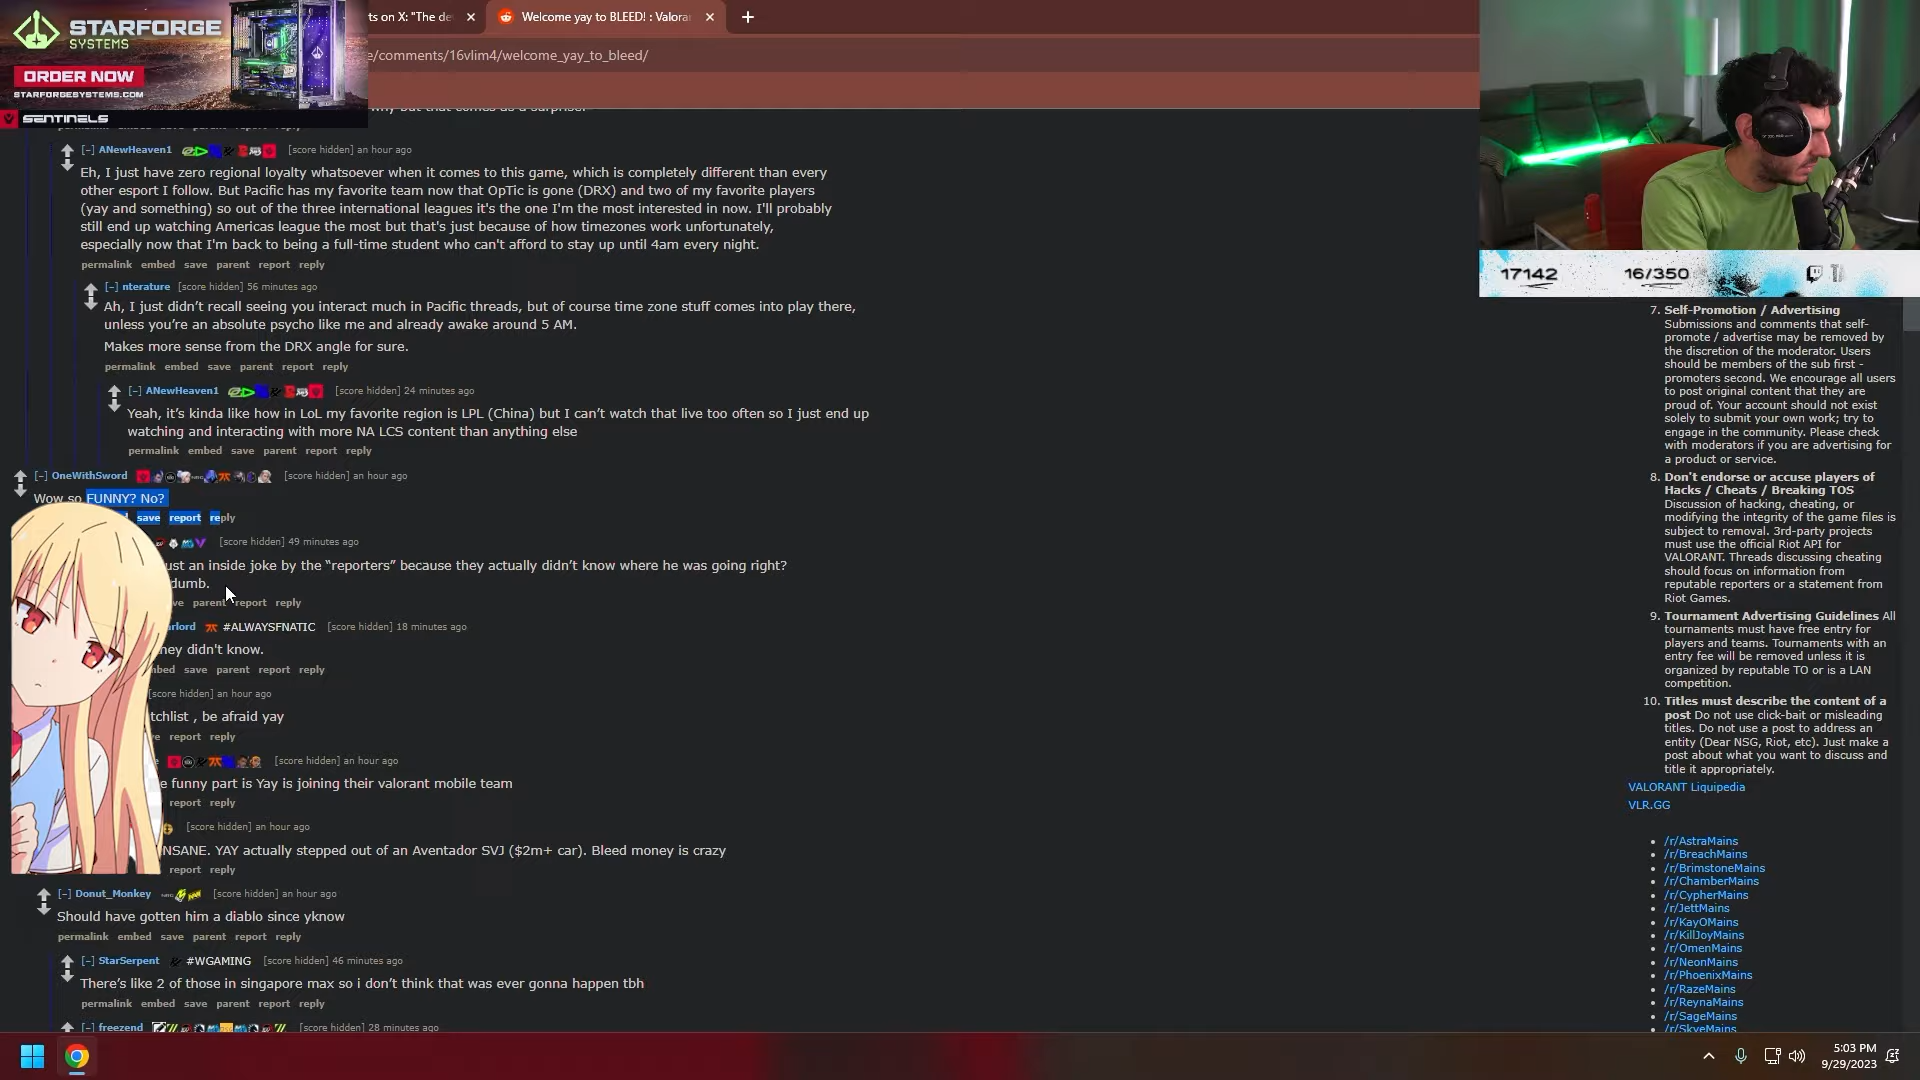 STARFORGE
SYSTEMS
ORDER NOW
STARFORGESYSTEMS.COM
SENTINELS
ts on X: "The de
Welcome yay to BLEED! : Valora
e/comments/16vlim4/welcome_yay_to_bleed/
17142
16/350
[–] ANewHeaven1 [score hidden] an hour ago
Eh, I just have zero regional loyalty whatsoever when it comes to this game, which is completely different than every
other esport I follow. But Pacific has my favorite team now that OpTic is gone (DRX) and two of my favorite players
(yay and something) so out of the three international leagues it's the one I'm the most interested in now. I'll probably
still end up watching Americas league the most but that's just because of how timezones work unfortunately,
especially now that I'm back to being a full-time student who can't afford to stay up until 4am every night.
permalink embed save parent report reply
[–] nterature [score hidden] 56 minutes ago
Ah, I just didn’t recall seeing you interact much in Pacific threads, but of course time zone stuff comes into play there,
unless you’re an absolute psycho like me and already awake around 5 AM.
Makes more sense from the DRX angle for sure.
permalink embed save parent report reply
[–] ANewHeaven1 [score hidden] 24 minutes ago
Yeah, it’s kinda like how in LoL my favorite region is LPL (China) but I can’t watch that live too often so I just end up
watching and interacting with more NA LCS content than anything else
permalink embed save parent report reply
[–] OneWithSword [score hidden] an hour ago
Wow so FUNNY? No?
save report reply
[score hidden] 49 minutes ago
ust an inside joke by the “reporters” because they actually didn’t know where he was going right?
dumb.
ve parent report reply
rlord #ALWAYSFNATIC [score hidden] 18 minutes ago
hey didn't know.
bed save parent report reply
[score hidden] an hour ago
tchlist , be afraid yay
ve report reply
[score hidden] an hour ago
e funny part is Yay is joining their valorant mobile team
report reply
[score hidden] an hour ago
NSANE. YAY actually stepped out of an Aventador SVJ ($2m+ car). Bleed money is crazy
report reply
[–] Donut_Monkey [score hidden] an hour ago
Should have gotten him a diablo since yknow
permalink embed save parent report reply
[–] StarSerpent #WGAMING [score hidden] 46 minutes ago
There’s like 2 of those in singapore max so i don’t think that was ever gonna happen tbh
permalink embed save parent report reply
[–] freezend [score hidden] 28 minutes ago
7. Self-Promotion / Advertising
Submissions and comments that self-
promote / advertise may be removed by
the discretion of the moderator. Users
should be members of the sub first -
promoters second. We encourage all users
to post original content that they are
proud of. Your account should not exist
solely to submit your own work; try to
engage in the community. Please check
with moderators if you are advertising for
a product or service.
8. Don't endorse or accuse players of
Hacks / Cheats / Breaking TOS
Discussion of hacking, cheating, or
modifying the integrity of the game files is
subject to removal. 3rd-party projects
must use the official Riot API for
VALORANT. Threads discussing cheating
should focus on information from
reputable reporters or a statement from
Riot Games.
9. Tournament Advertising Guidelines All
tournaments must have free entry for
players and teams. Tournaments with an
entry fee will be removed unless it is
organized by reputable TO or is a LAN
competition.
10. Titles must describe the content of a
post Do not use click-bait or misleading
titles. Do not use a post to address an
entity (Dear NSG, Riot, etc). Just make a
post about what you want to discuss and
title it appropriately.
VALORANT Liquipedia
VLR.GG
/r/AstraMains
/r/BreachMains
/r/BrimstoneMains
/r/ChamberMains
/r/CypherMains
/r/JettMains
/r/KayOMains
/r/KillJoyMains
/r/OmenMains
/r/NeonMains
/r/PhoenixMains
/r/RazeMains
/r/ReynaMains
/r/SageMains
/r/SkyeMains
5:03 PM
9/29/2023